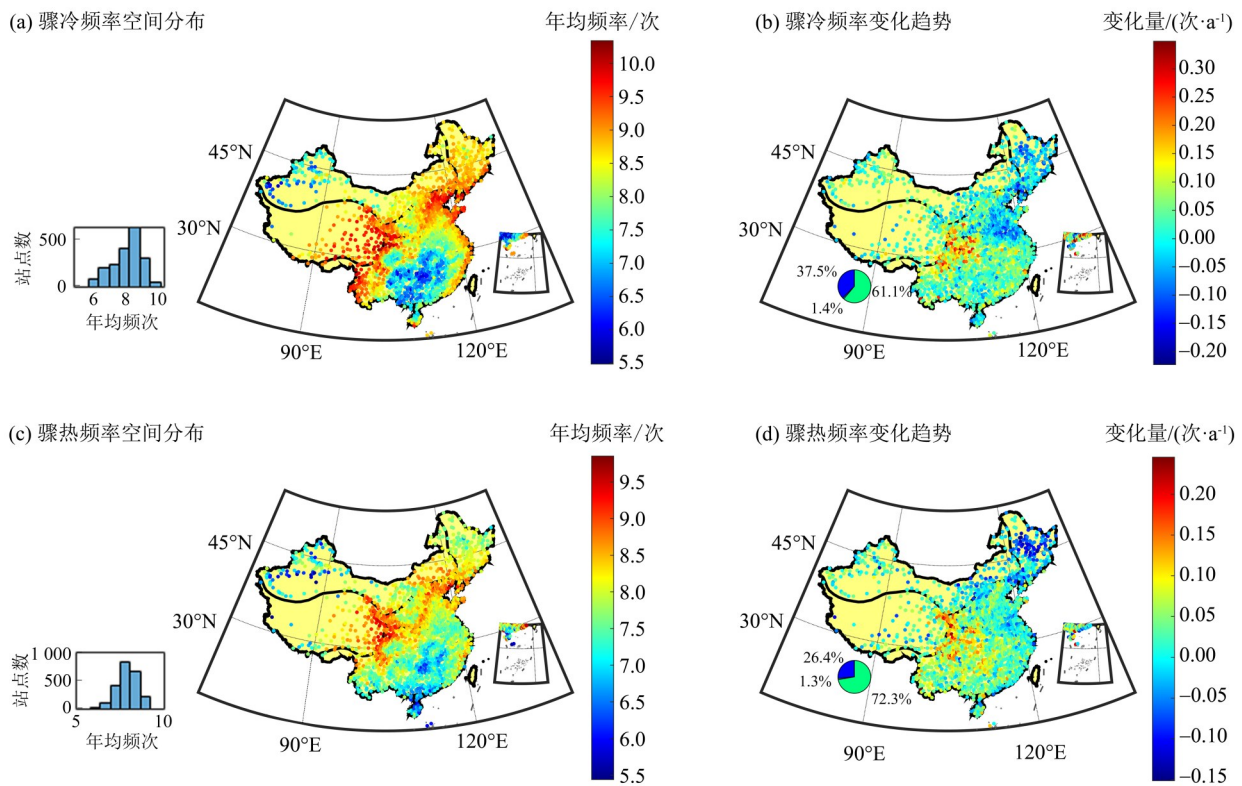 (a) 骤冷频率空间分布
年均频率/次
10.0
9.5
9.0
8.5
8.0
7.5
7.0
6.5
6.0
5.5
45°N
30°N
90°E
120°E
站点数
500
0
6 8 10
年均频次
(b) 骤冷频率变化趋势
变化量/(次·a⁻¹)
0.30
0.25
0.20
0.15
0.10
0.05
0.00
–0.05
–0.10
–0.15
–0.20
45°N
30°N
90°E
120°E
37.5%
61.1%
1.4%
(c) 骤热频率空间分布
年均频率/次
9.5
9.0
8.5
8.0
7.5
7.0
6.5
6.0
5.5
45°N
30°N
90°E
120°E
站点数
1 000
500
0
5 10
年均频次
(d) 骤热频率变化趋势
变化量/(次·a⁻¹)
0.20
0.15
0.10
0.05
0.00
–0.05
–0.10
–0.15
45°N
30°N
90°E
120°E
26.4%
1.3%
72.3%